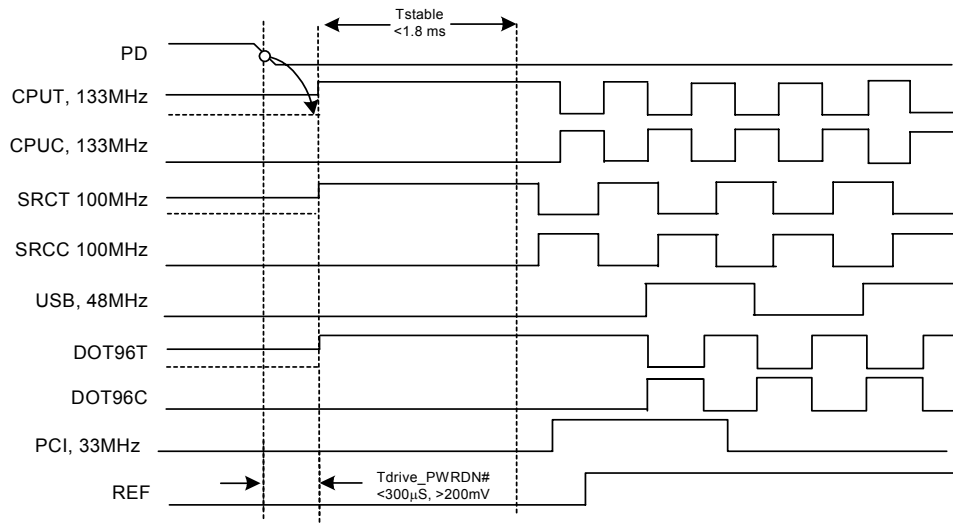 Tstable
<1.8 ms
PD
CPUT, 133MHz
CPUC, 133MHz
SRCT 100MHz
SRCC 100MHz
USB, 48MHz
DOT96T
DOT96C
PCI, 33MHz
Tdrive_PWRDN#
<300μS, >200mV
REF